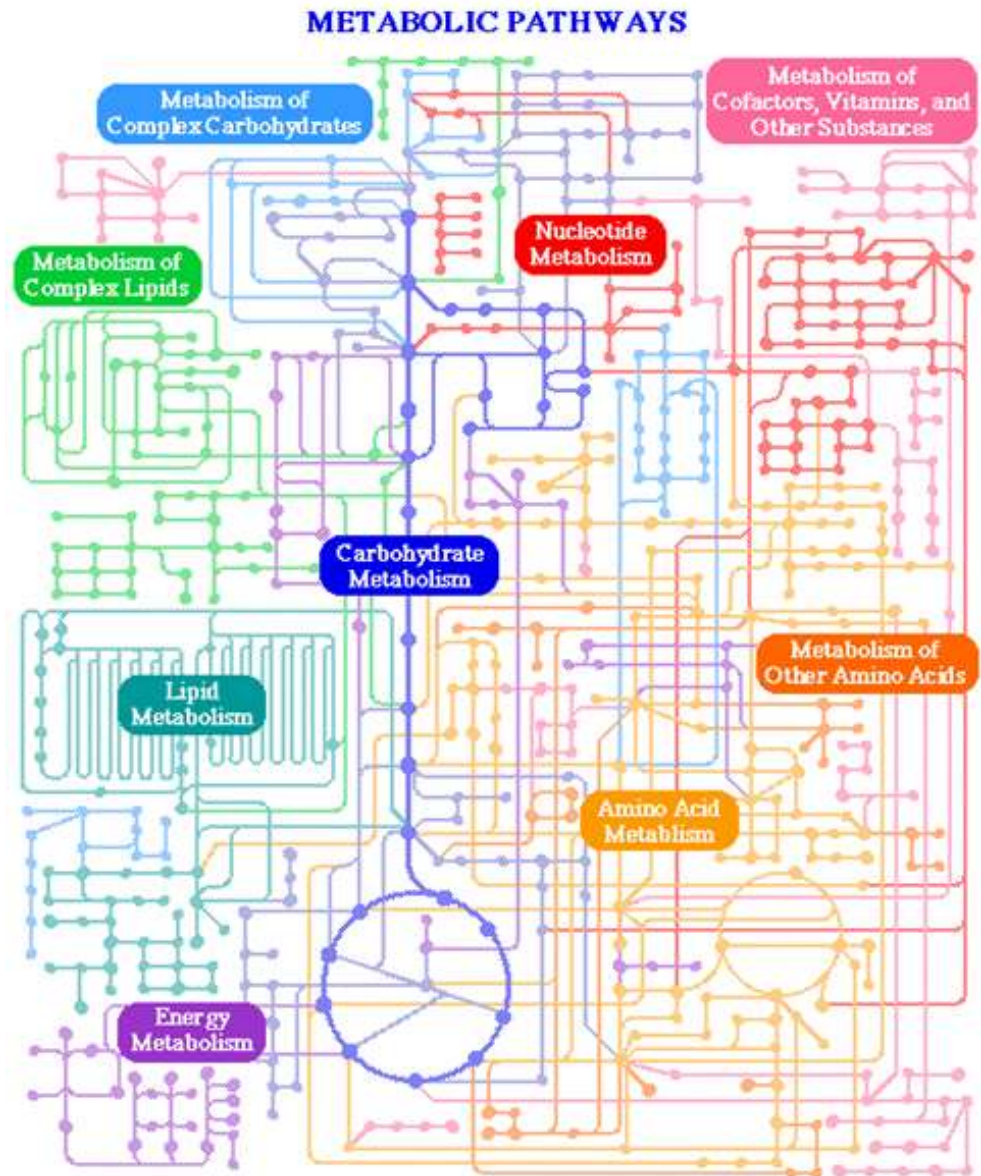 METABOLIC PATHWAYS
Metabolism of
Complex Carbohydrates
Metabolism of
Cofactors, Vitamins, and
Other Substances
Nucleotide
Metabolism
Metabolism of
Complex Lipids
Carbohydrate
Metabolism
Metabolism of
Other Amino Acids
Lipid
Metabolism
Amino Acid
Metablism
Energy
Metabolism